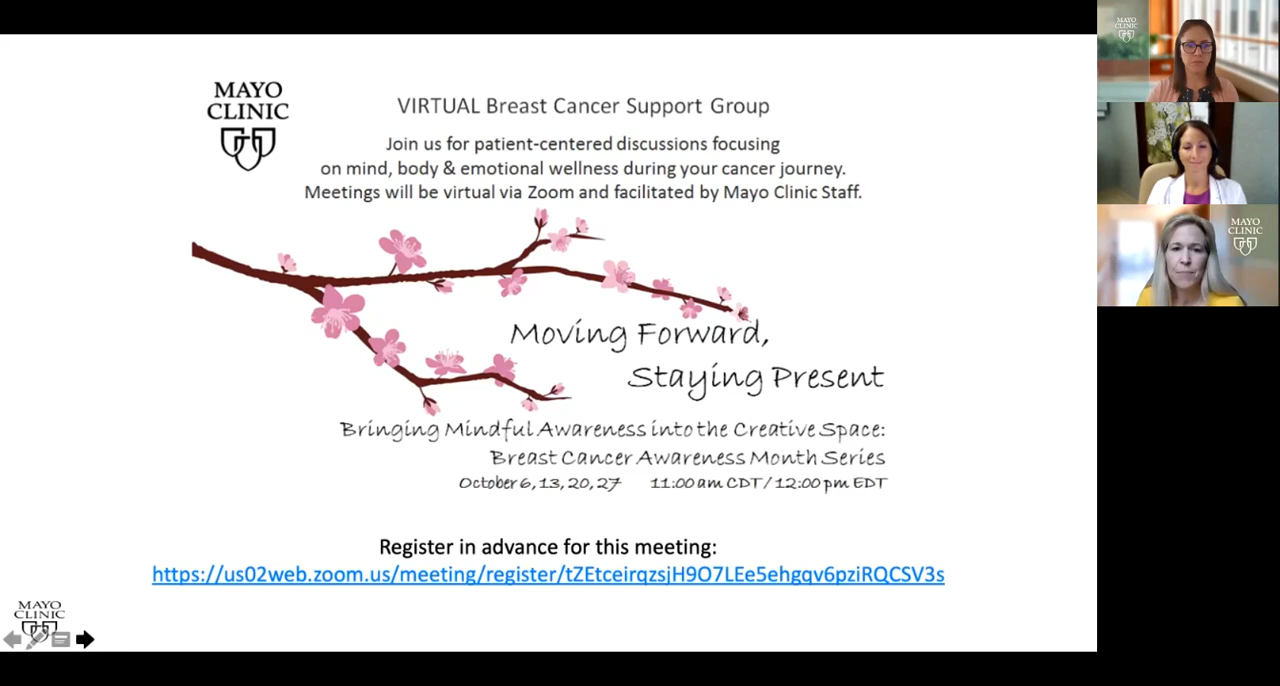 MAYO
CLINIC
VIRTUAL Breast Cancer Support Group
Join us for patient-centered discussions focusing
on mind, body & emotional wellness during your cancer journey.
Meetings will be virtual via Zoom and facilitated by Mayo Clinic Staff.
Moving Forward,
Staying Present
Bringing Mindful Awareness into the Creative Space:
Breast Cancer Awareness Month Series
October 6, 13, 20, 27 11:00 am CDT / 12:00 pm EDT
Register in advance for this meeting:
https://us02web.zoom.us/meeting/register/tZEtceirqzsjH9O7LEe5ehgqv6pziRQCSV3s
MAYO
CLINIC
MAYO
CLINIC
MAYO
CLINIC